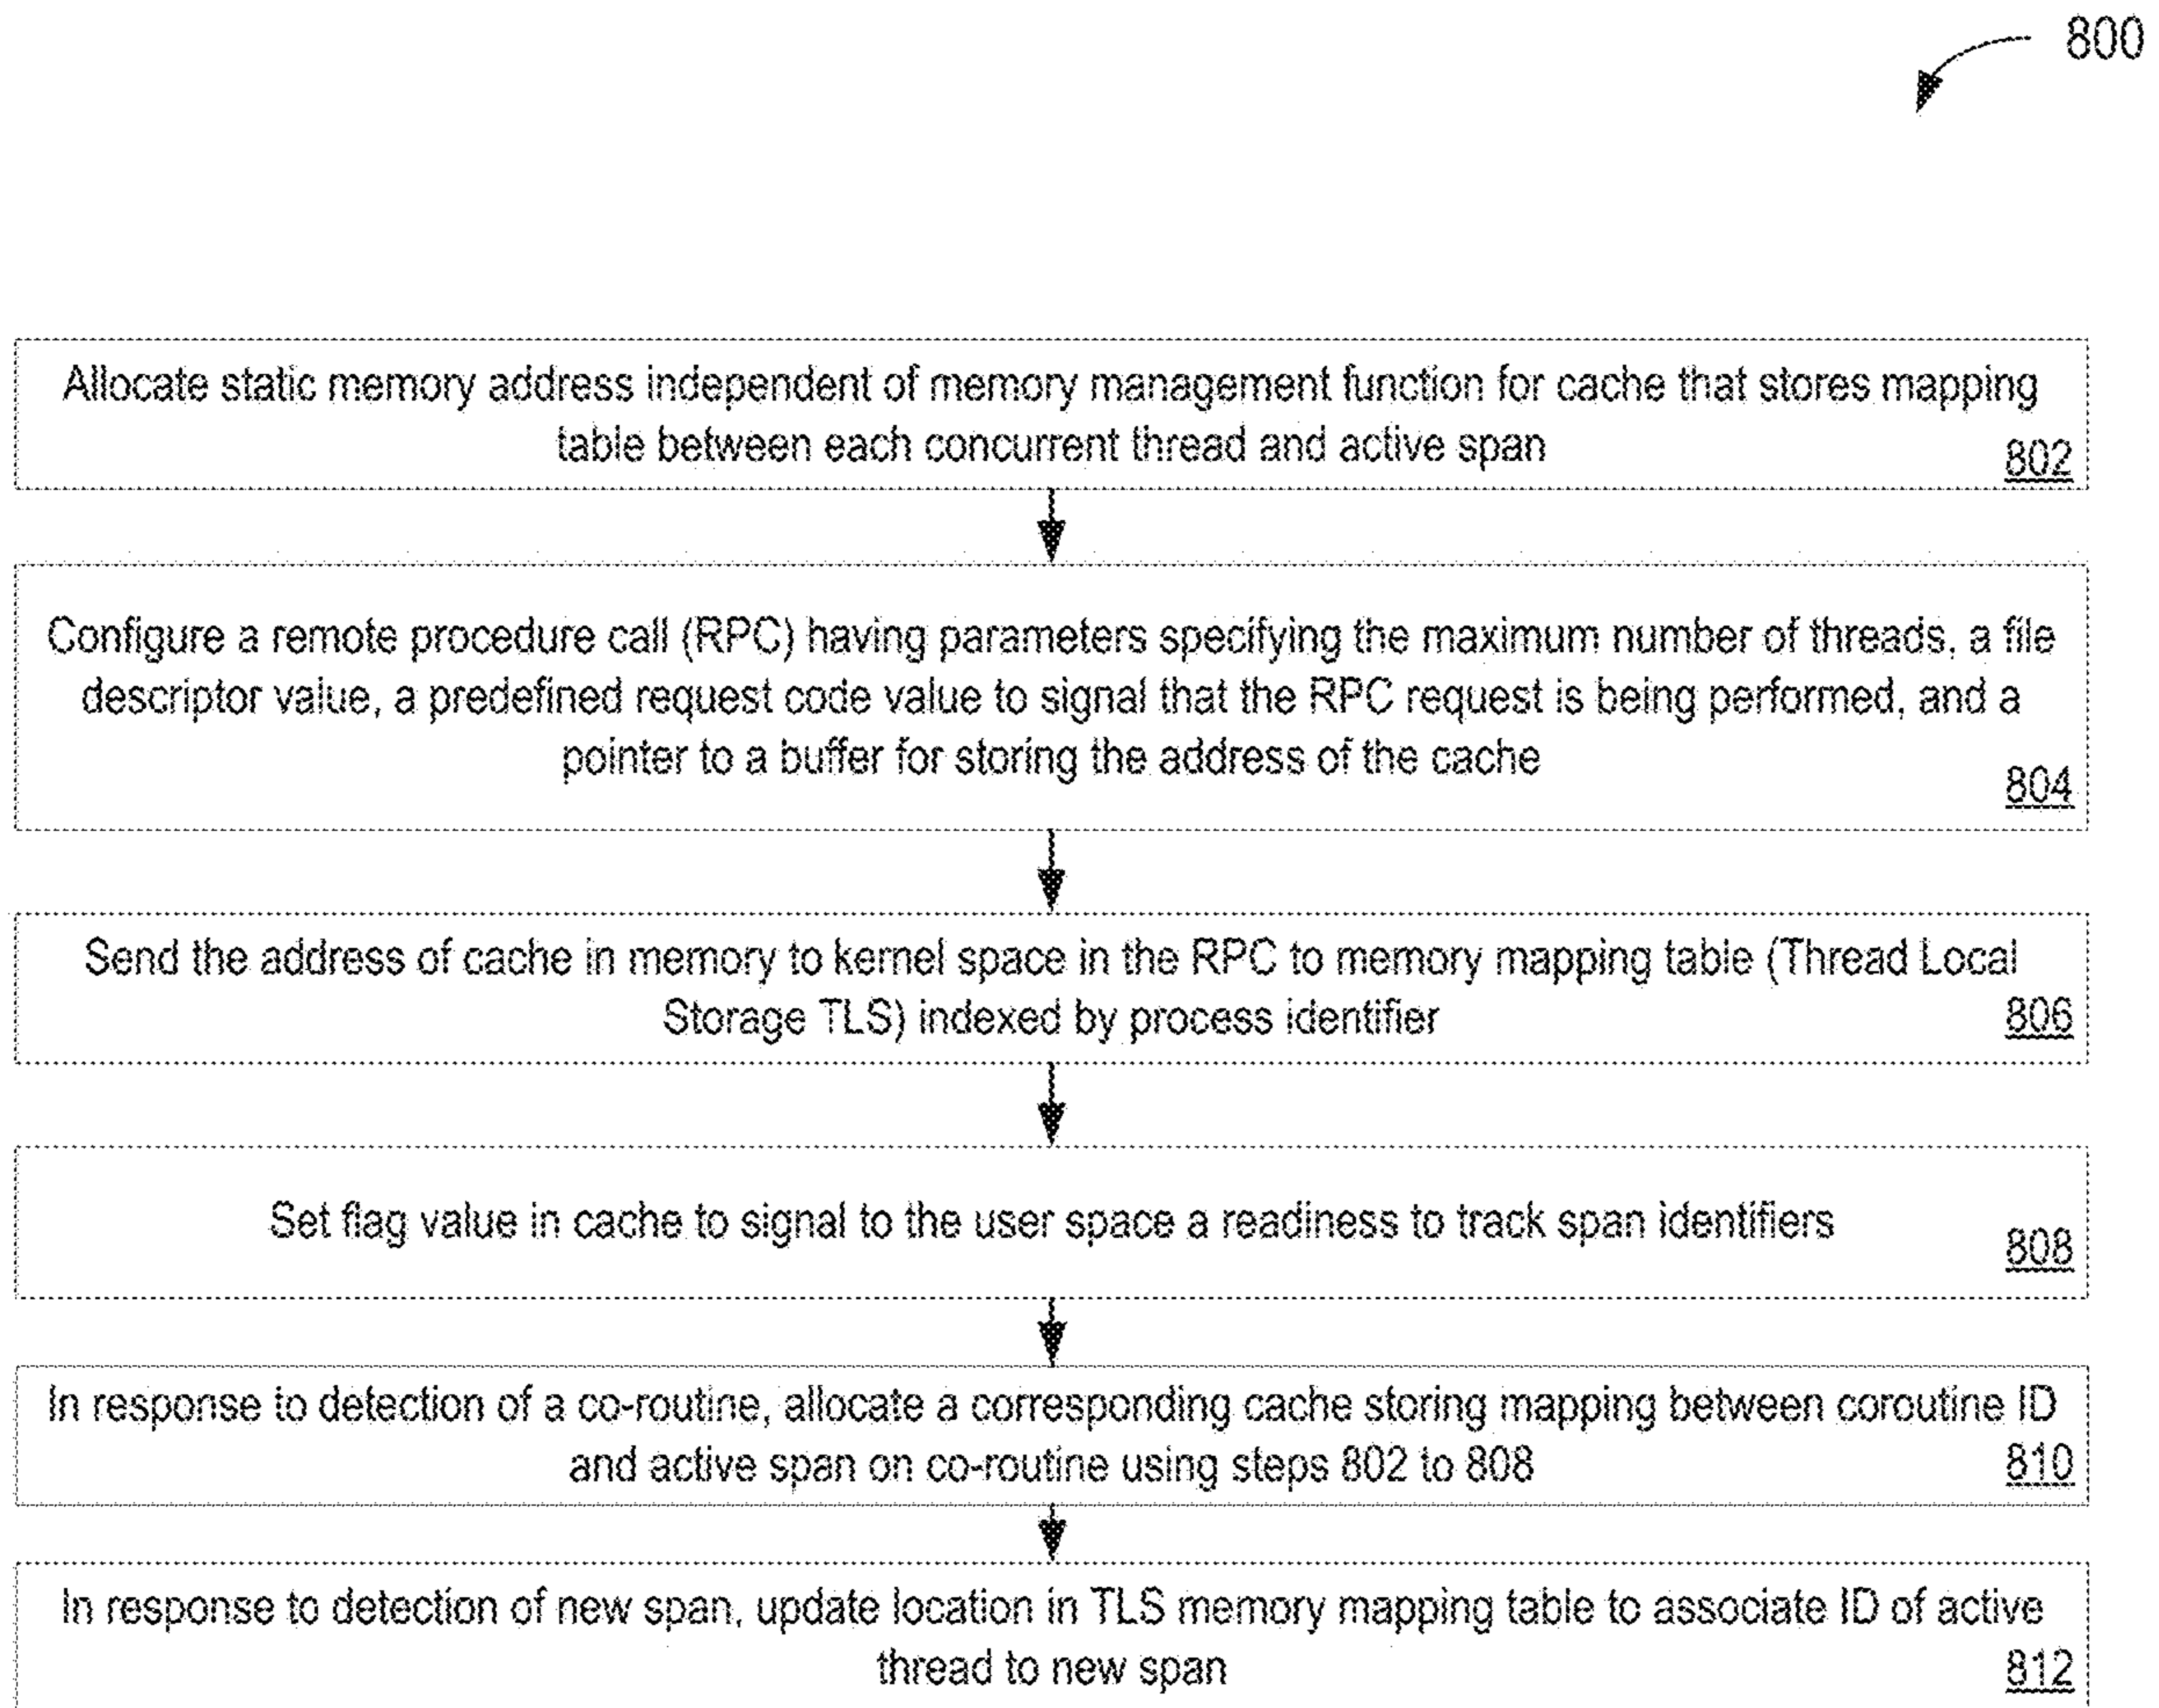 800
Allocate static memory address independent of memory management function for cache that stores mapping
table between each concurrent thread and active span
802
Configure a remote procedure call (RPC) having parameters specifying the maximum number of threads, a file
descriptor value, a predefined request code value to signal that the RPC request is being performed, and a
pointer to a buffer for storing the address of the cache
804
Send the address of cache in memory to kernel space in the RPC to memory mapping table (Thread Local
Storage TLS) indexed by process identifier
806
Set flag value in cache to signal to the user space a readiness to track span identifiers
808
In response to detection of a co-routine, allocate a corresponding cache storing mapping between coroutine ID
and active span on co-routine using steps 802 to 808
810
In response to detection of new span, update location in TLS memory mapping table to associate ID of active
thread to new span
812